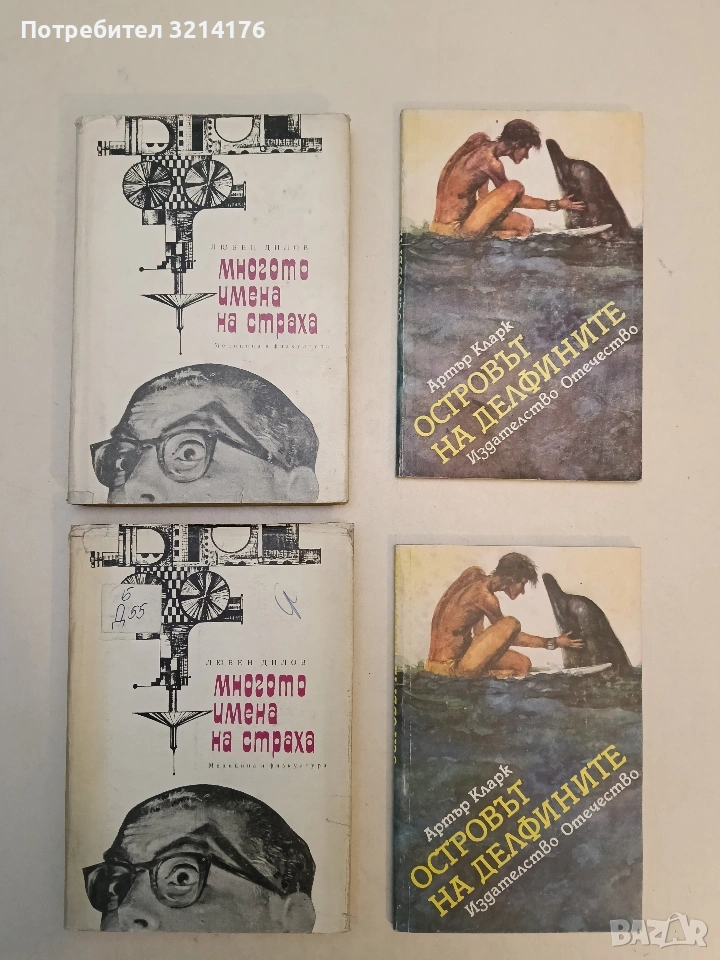 Потребител 3214176
ЛЮБЕН ДИЛОВ
многото
имена
на страха
Медицина и физкултура
Артър Кларк
ОСТРОВЪТ
НА ДЕЛФИНИТЕ
Издателство Отечество
Б
Д55
ЛЮБЕН ДИЛОВ
многото
имена
на страха
Медицина и физкултура
Артър Кларк
ОСТРОВЪТ
НА ДЕЛФИНИТЕ
Издателство Отечество
BAZAR